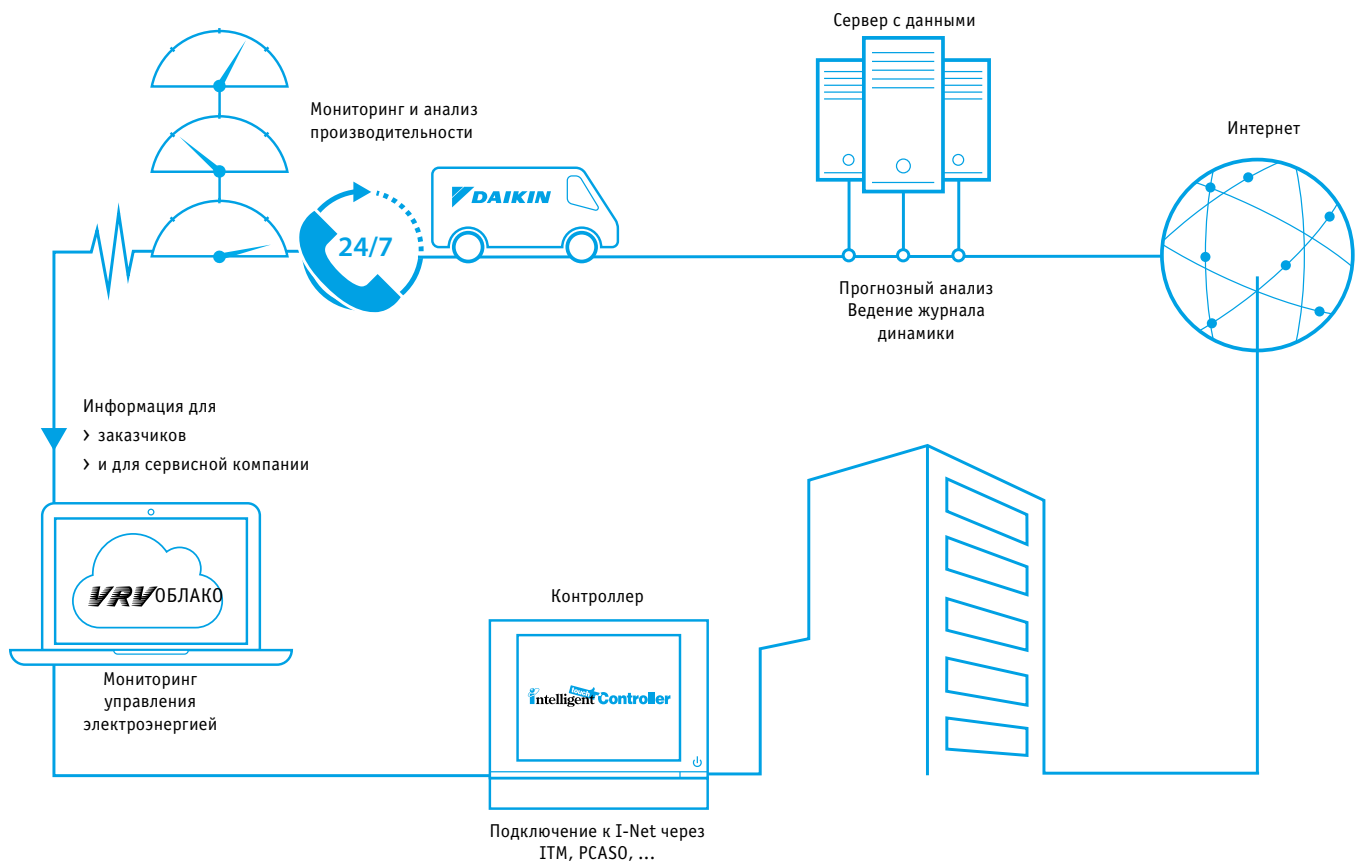 Сервер с данными
Мониторинг и анализ
производительности
Интернет
DAIKIN
24/7
Прогнозный анализ
Ведение журнала
динамики
Информация для
› заказчиков
› и для сервисной компании
VRV ОБЛАКО
Контроллер
intelligent touch Controller
Мониторинг
управления
электроэнергией
Подключение к I-Net через
ITM, PCASO, ...